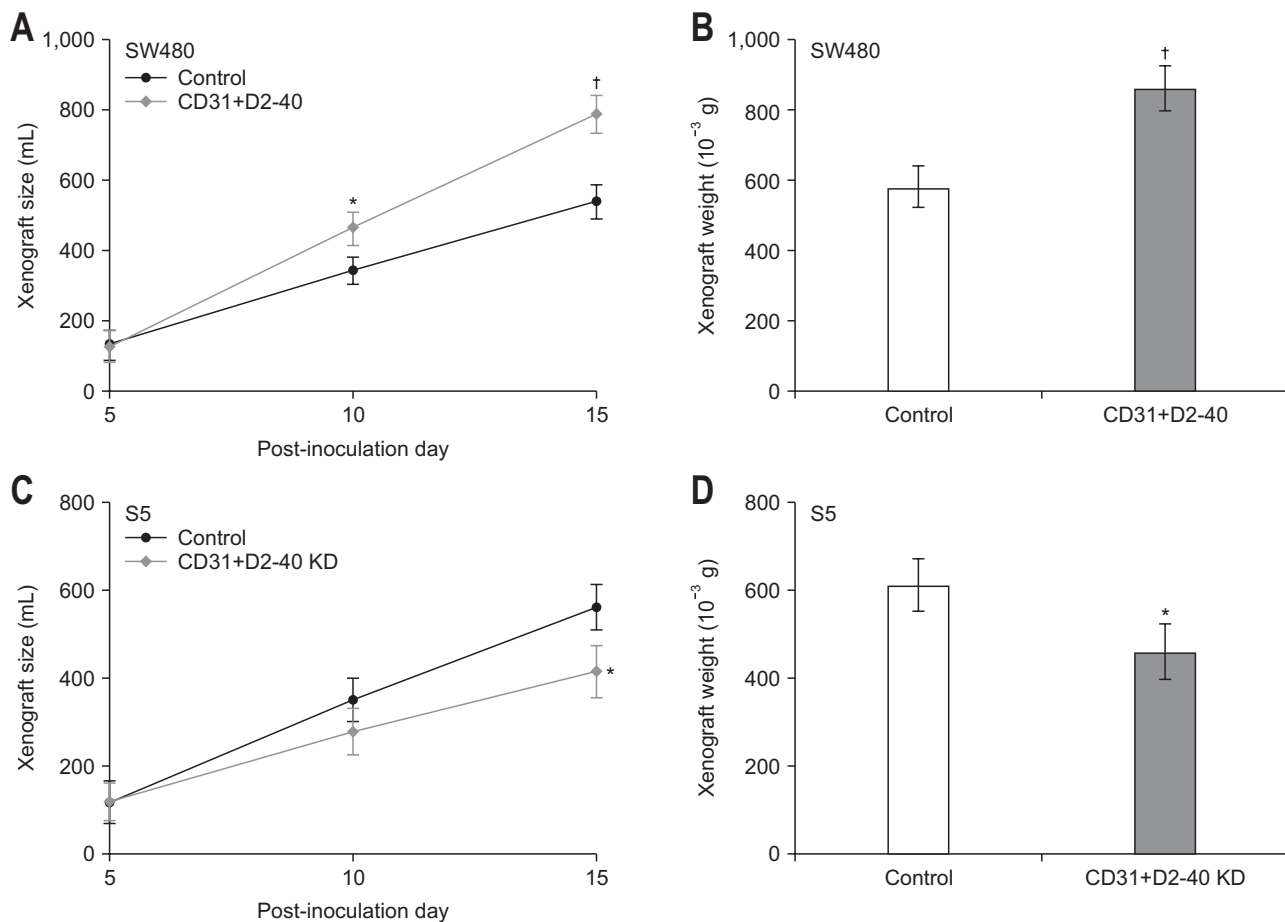 A
SW480
Control
CD31+D2-40
Xenograft size (mL)
1,000
800
600
400
200
0
5 10 15
Post-inoculation day
*
†
B
SW480
Xenograft weight (10⁻³ g)
1,000
800
600
400
200
0
Control CD31+D2-40
†
C
S5
Control
CD31+D2-40 KD
Xenograft size (mL)
800
600
400
200
0
5 10 15
Post-inoculation day
*
D
S5
Xenograft weight (10⁻³ g)
800
600
400
200
0
Control CD31+D2-40 KD
*